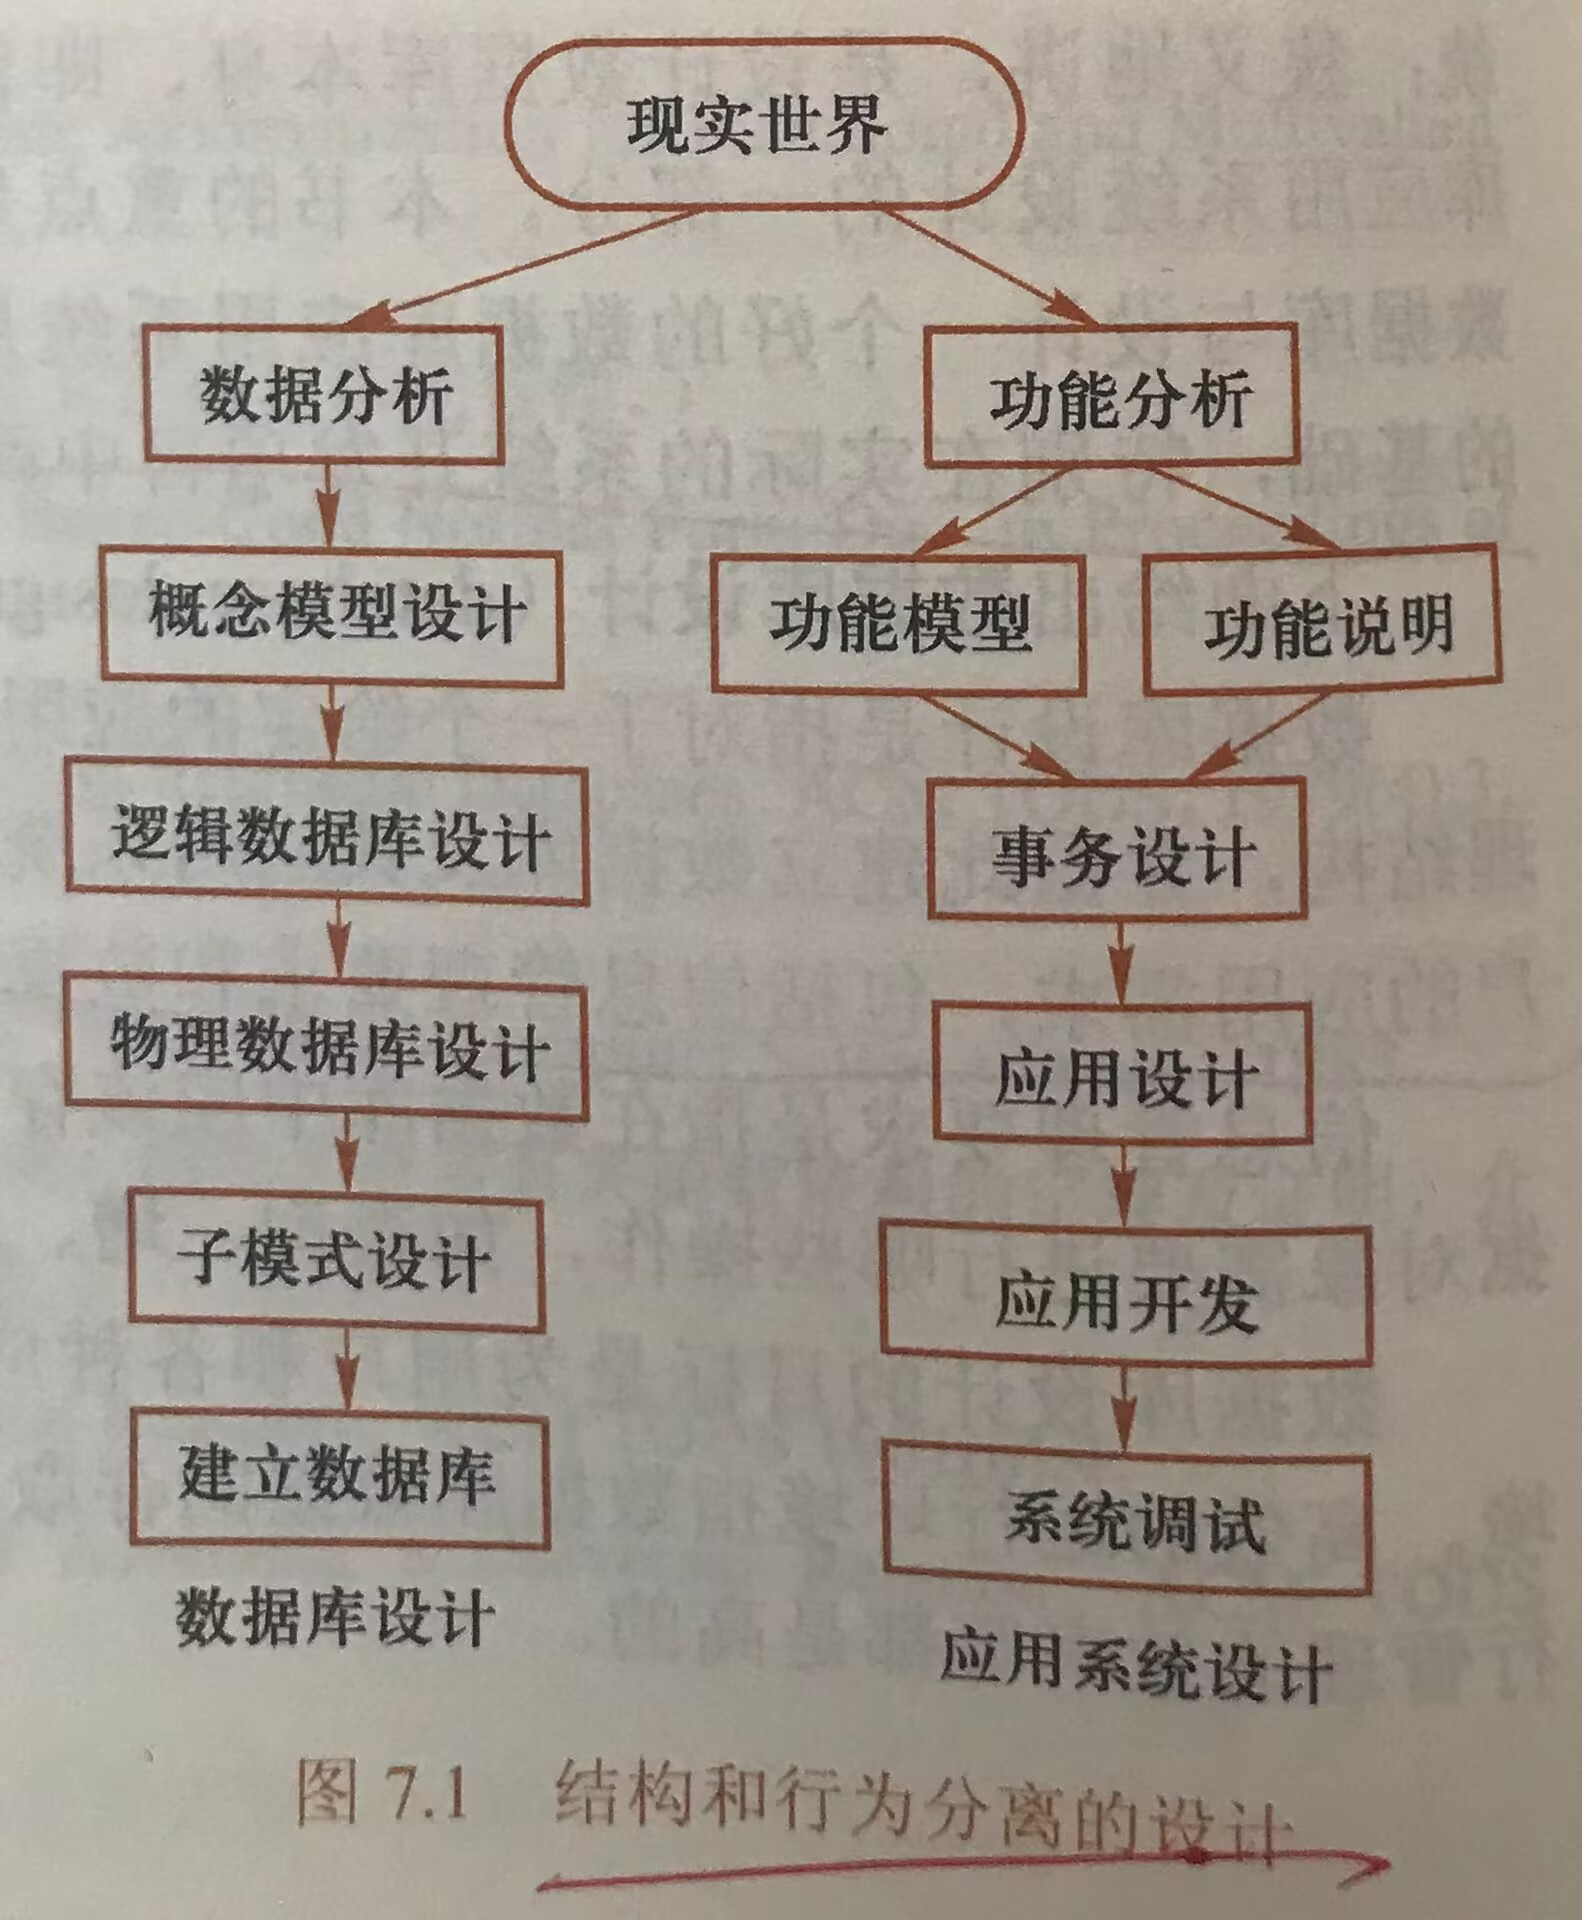 现实世界
数据分析
功能分析
概念模型设计
功能模型
功能说明
逻辑数据库设计
事务设计
物理数据库设计
应用设计
子模式设计
应用开发
建立数据库
系统调试
数据库设计
应用系统设计
图 7.1 结构和行为分离的设计